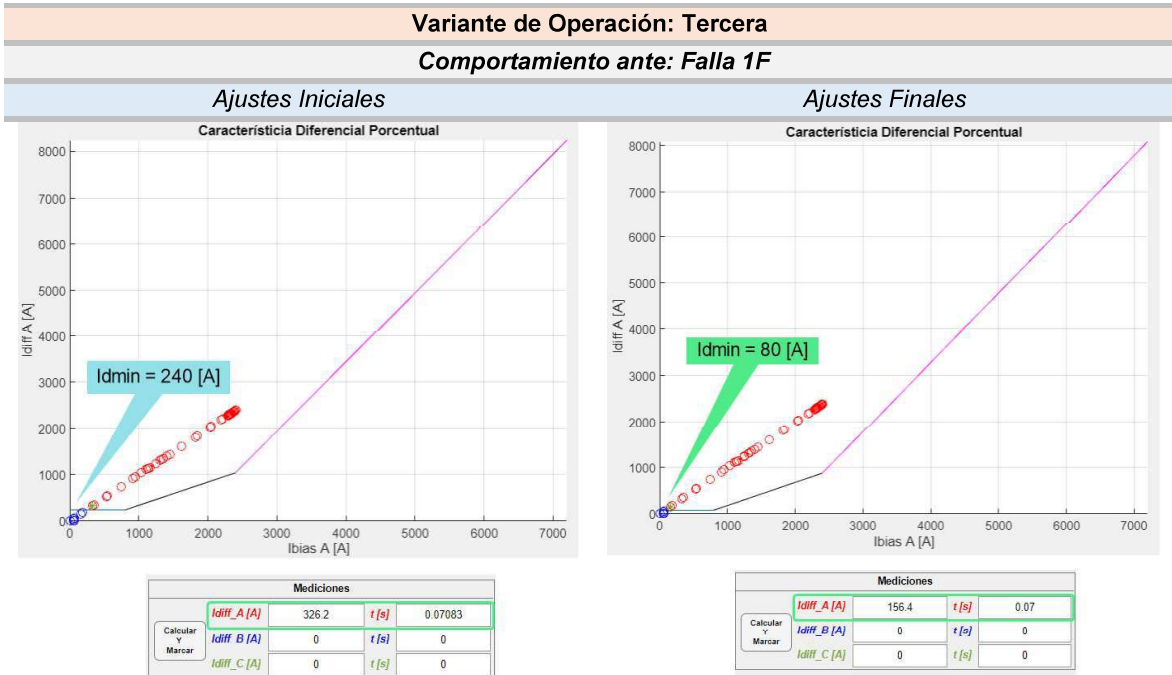 Variante de Operación: Tercera
Comportamiento ante: Falla 1F
Ajustes Iniciales
Ajustes Finales
Característicia Diferencial Porcentual
8000
7000
6000
5000
4000
3000
2000
1000
0
Idiff A [A]
Idmin = 240 [A]
0 1000 2000 3000 4000 5000 6000 7000
Ibias A [A]
Mediciones
Calcular
Y
Marcar
Idiff_A [A] 326.2 t [s] 0.07083
Idiff B [A] 0 t [s] 0
Idiff_C [A] 0 t [s] 0
Característicia Diferencial Porcentual
8000
7000
6000
5000
4000
3000
2000
1000
0
Idiff A [A]
Idmin = 80 [A]
0 1000 2000 3000 4000 5000 6000 7000
Ibias A [A]
Mediciones
Calcular
Y
Marcar
Idiff_A [A] 156.4 t [s] 0.07
Idiff_B [A] 0 t [s] 0
Idiff_C [A] 0 t [s] 0